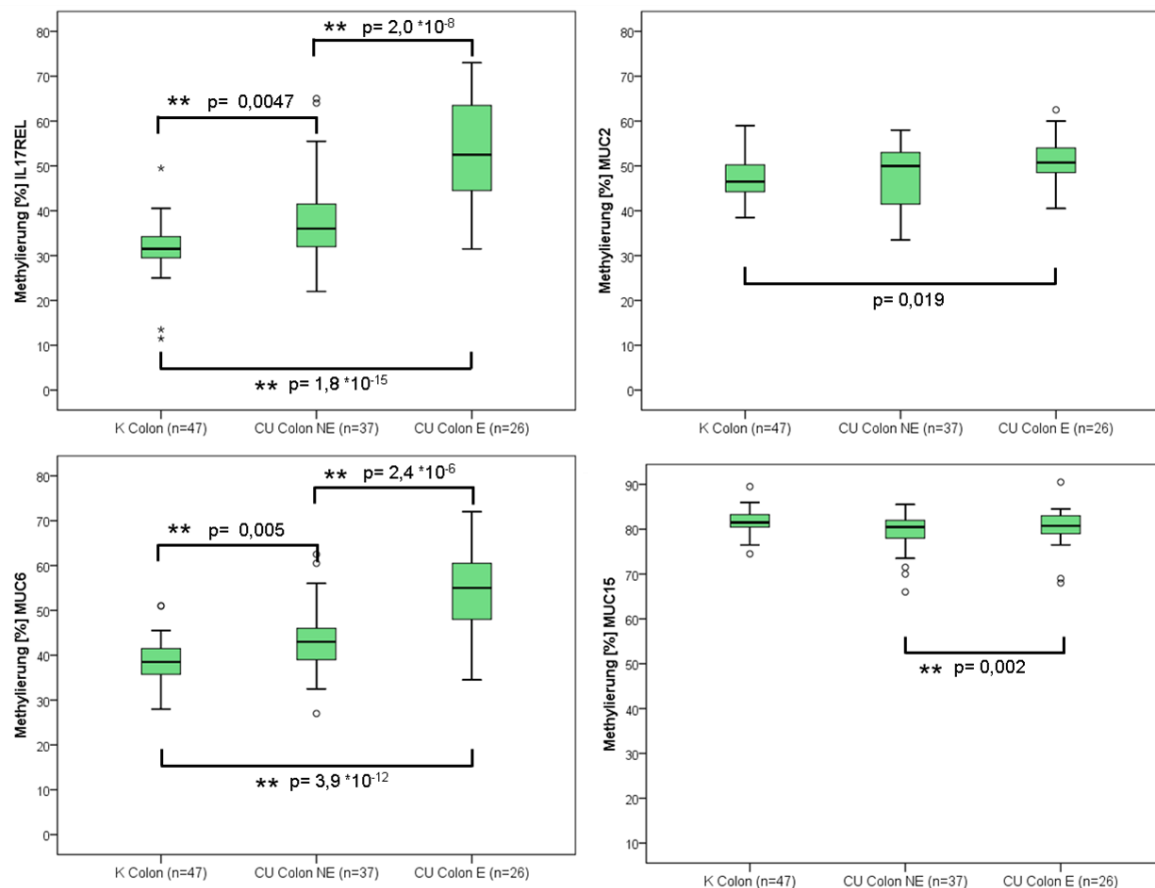 Methylierung [%] IL17REL
80
70
60
50
40
30
20
10
0
** p= 2,0 *10-8
** p= 0,0047
** p= 1,8 *10-15
K Colon (n=47) CU Colon NE (n=37) CU Colon E (n=26)
Methylierung [%] MUC2
80
70
60
50
40
30
20
10
0
p= 0,019
K Colon (n=47) CU Colon NE (n=37) CU Colon E (n=26)
Methylierung [%] MUC6
80
70
60
50
40
30
20
10
0
** p= 2,4 *10-6
** p= 0,005
** p= 3,9 *10-12
K Colon (n=47) CU Colon NE (n=37) CU Colon E (n=26)
Methylierung [%] MUC15
90
80
70
60
50
40
30
20
10
** p= 0,002
K Colon (n=47) CU Colon NE (n=37) CU Colon E (n=26)